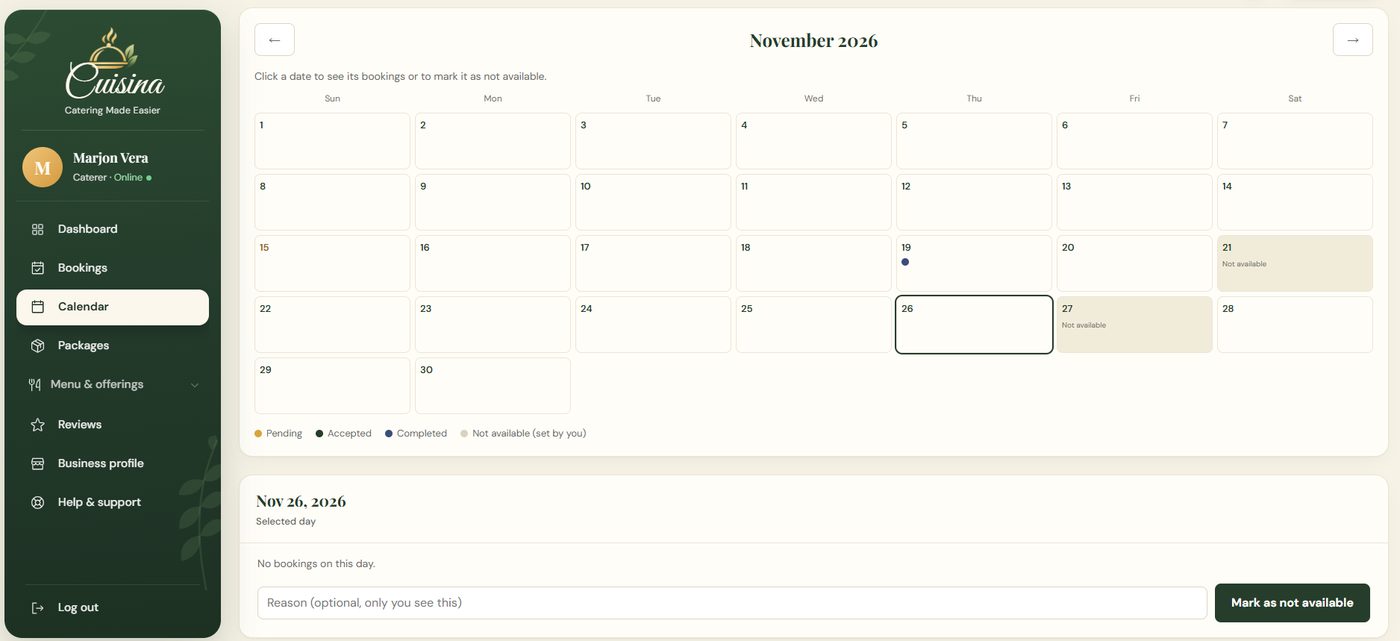 Cuisina
Catering Made Easier
M
Marjon Vera
Caterer · Online
Dashboard
Bookings
Calendar
Packages
Menu & offerings
Reviews
Business profile
Help & support
Log out
←
November 2026
→
Click a date to see its bookings or to mark it as not available.
Sun Mon Tue Wed Thu Fri Sat
1 2 3 4 5 6 7
8 9 10 11 12 13 14
15 16 17 18 19 20 21
Not available
22 23 24 25 26 27 28
Not available
29 30
Pending Accepted Completed Not available (set by you)
Nov 26, 2026
Selected day
No bookings on this day.
Reason (optional, only you see this) Mark as not available